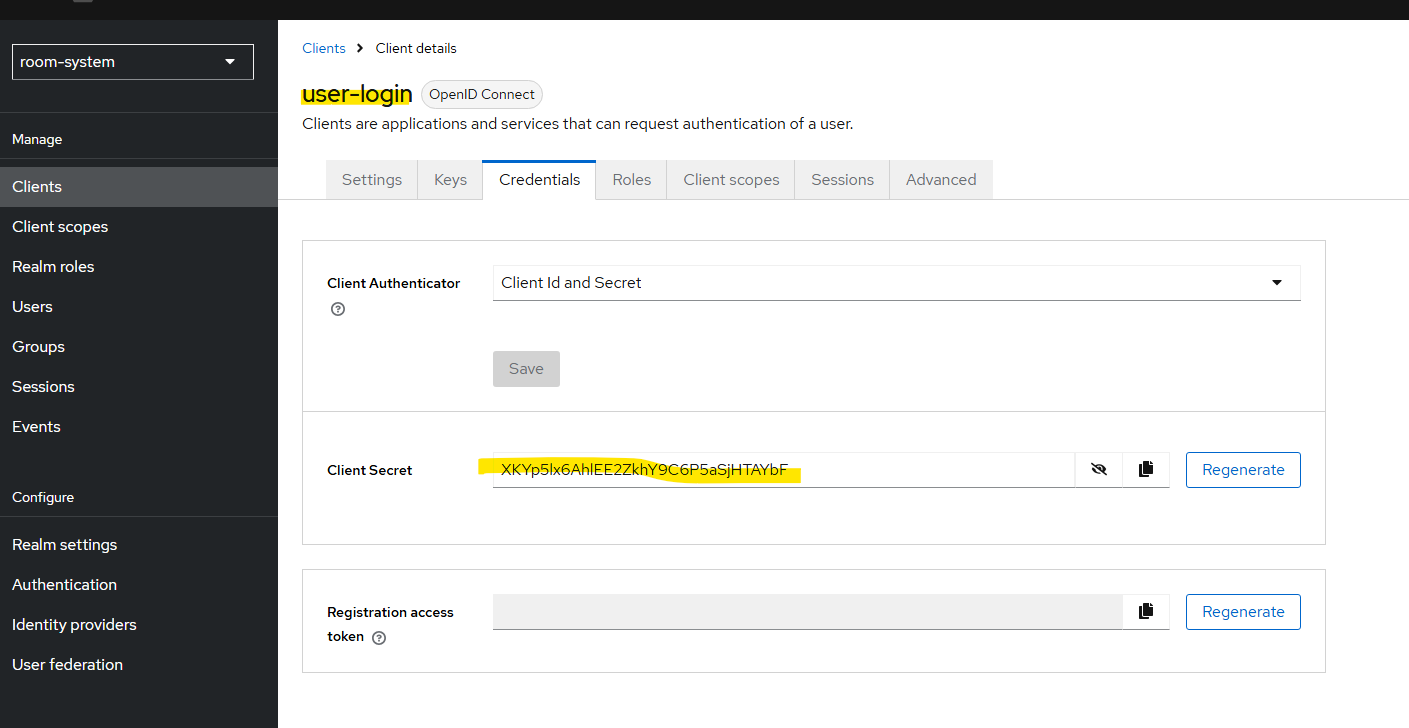 room-system
Manage
Clients
Client scopes
Realm roles
Users
Groups
Sessions
Events
Configure
Realm settings
Authentication
Identity providers
User federation
Clients > Client details
user-login OpenID Connect
Clients are applications and services that can request authentication of a user.
Settings Keys Credentials Roles Client scopes Sessions Advanced
Client Authenticator Client Id and Secret
Save
Client Secret XKYp5lx6AhlEE2ZkhY9C6P5aSjHTAYbF Regenerate
Registration access Regenerate
token